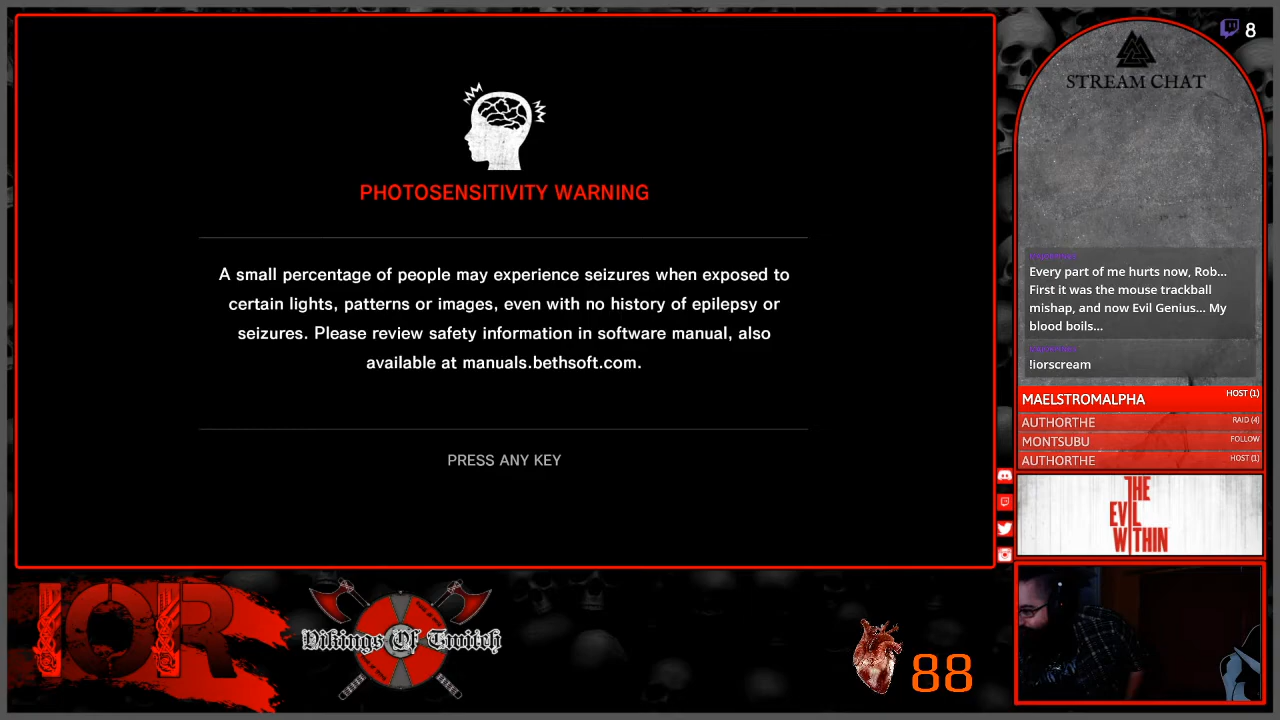 PHOTOSENSITIVITY WARNING
A small percentage of people may experience seizures when exposed to
certain lights, patterns or images, even with no history of epilepsy or
seizures. Please review safety information in software manual, also
available at manuals.bethsoft.com.
PRESS ANY KEY
8
STREAM CHAT
Every part of me hurts now, Rob...
First it was the mouse trackball
mishap, and now Evil Genius... My
blood boils...
!iorscream
MAELSTROMALPHA HOST (1)
AUTHORTHE RAID (4)
MONTSUBU FOLLOW
AUTHORTHE HOST (1)
THE
EVIL
WITHIN
IOR
Vikings Of Twitch
88